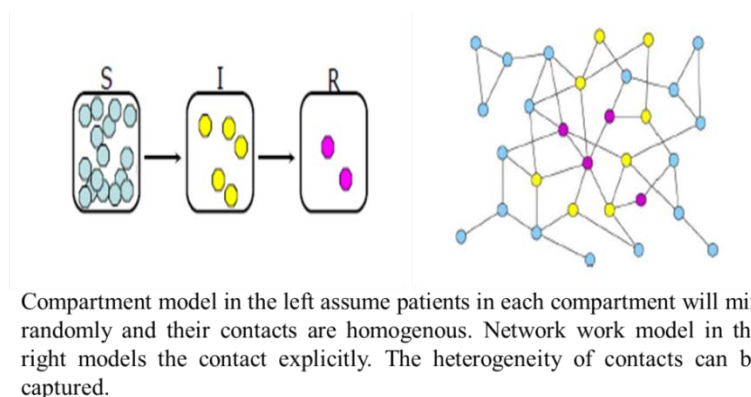 S I R
Compartment model in the left assume patients in each compartment will mi
randomly and their contacts are homogenous. Network work model in th
right models the contact explicitly. The heterogeneity of contacts can b
captured.